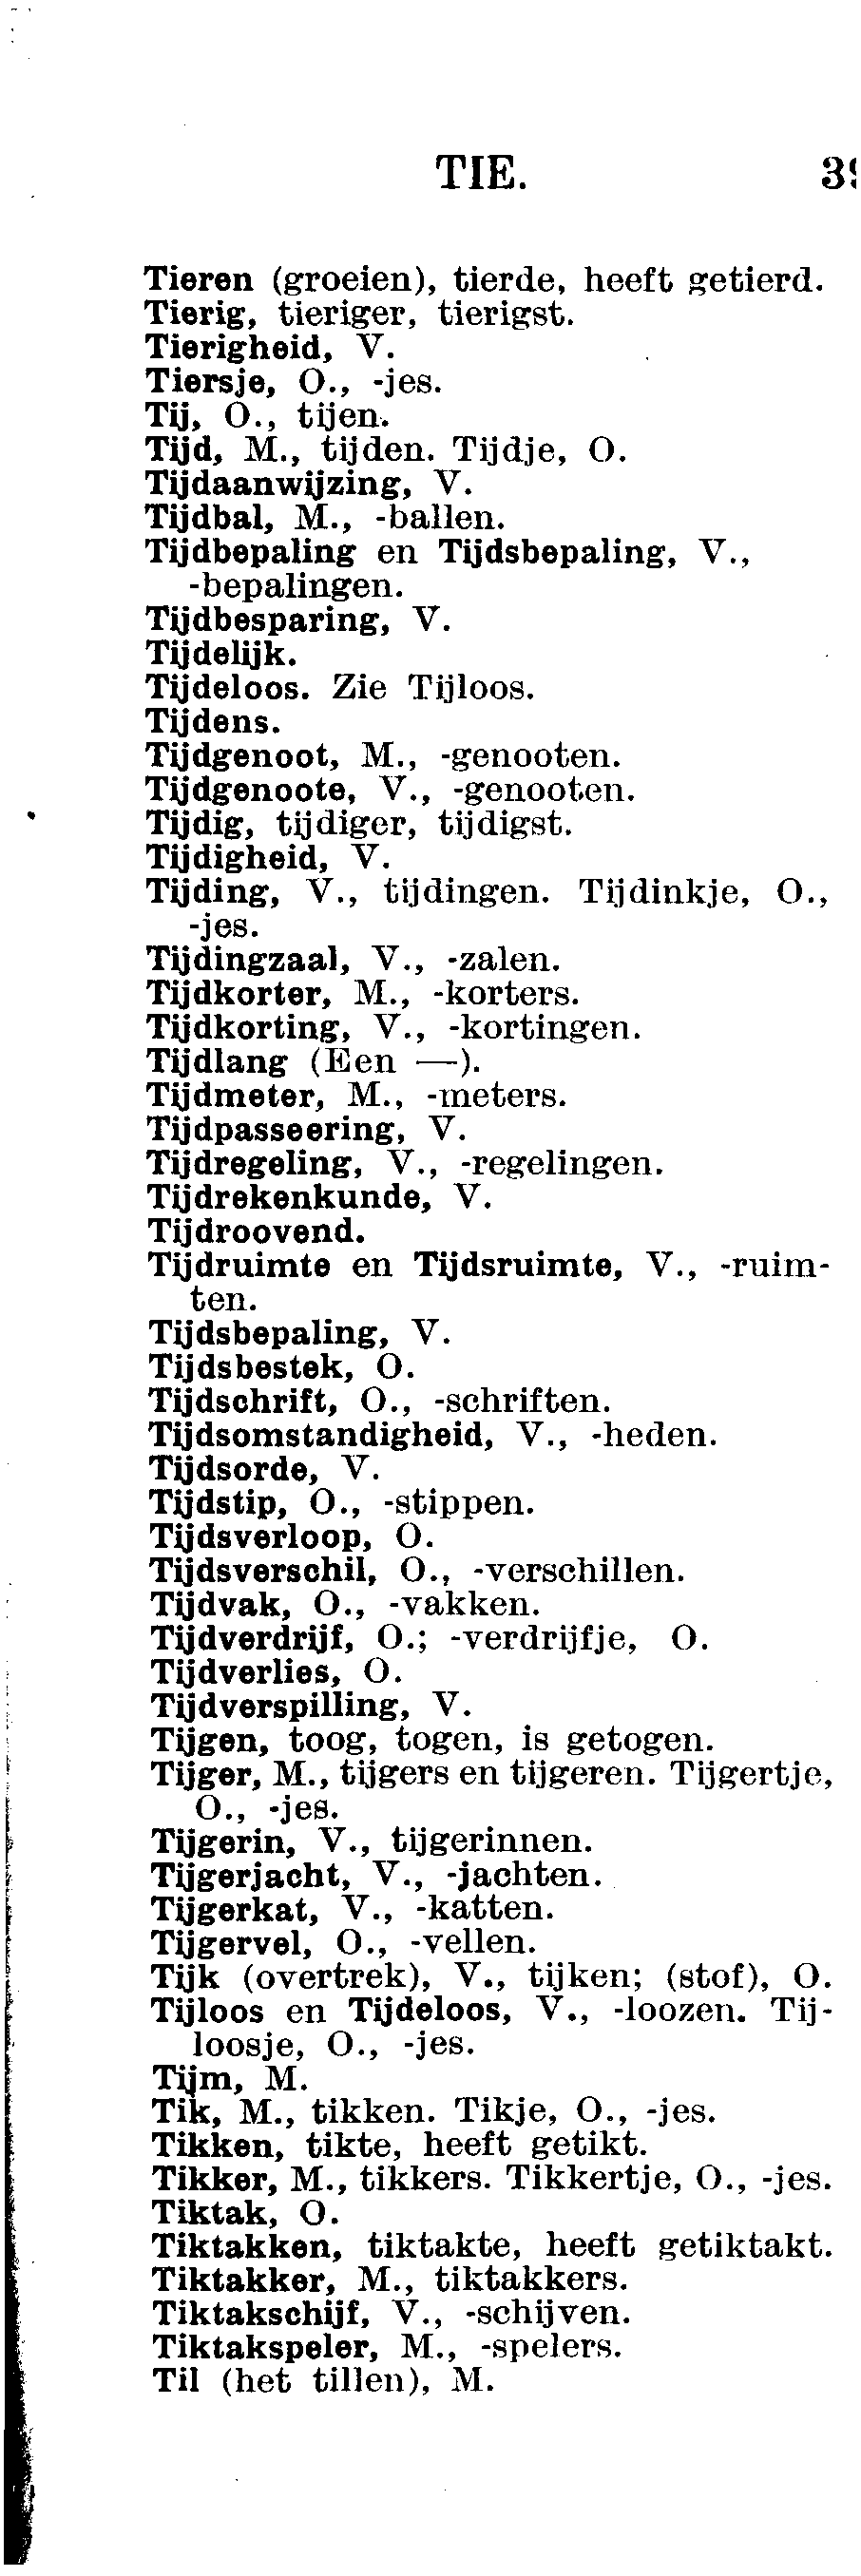 TIE.
Tieren (groeien), tierde, heeft getierd.
Tierig, tieriger, tierigst.
Tierigheid, V.
Tiersje, O., -jes.
Tij, O., tijen.
Tijd, M., tijden. Tijdje, O.
Tijdaanwijzing, V.
Tijdbal, M., -ballen.
Tijdbepaling en Tijdsbepaling, V.,
-bepalingen.
Tijdbesparing, V.
Tijdelijk.
Tijdeloos. Zie Tijloos.
Tijdens.
Tijdgenoot, M., -genooten.
Tijdgenoote, V., -genooten.
Tijdig, tijdiger, tijdigst.
Tijdigheid, V.
Tijding, V., tijdingen. Tijdinkje, O.,
-jes.
Tijdingzaal, V., -zalen.
Tijdkorter, M., -korters.
Tijdkorting, V., -kortingen.
Tijdlang (Een —).
Tijdmeter, M., -meters.
Tijdpasseering, V.
Tijdregeling, V., -regelingen.
Tijdrekenkunde, V.
Tijdroovend.
Tijdruimte en Tijdsruimte, V., -ruim-
ten.
Tijdsbepaling, V.
Tijdsbestek, O.
Tijdschrift, O., -schriften.
Tijdsomstandigheid, V., -heden.
Tijdsorde, V.
Tijdstip, O., -stippen.
Tijdsverloop, O.
Tijdsverschil, O., -verschillen.
Tijdvak, O., -vakken.
Tijdverdrijf, O.; -verdrijfje, O.
Tijdverlies, O.
Tijdverspilling, V.
Tijgen, toog, togen, is getogen.
Tijger, M., tijgers en tijgeren. Tijgertje,
O., -jes.
Tijgerin, V., tijgerinnen.
Tijgerjacht, V., -jachten.
Tijgerkat, V., -katten.
Tijgervel, O., -vellen.
Tijk (overtrek), V., tijken; (stof), O.
Tijloos en Tijdeloos, V., -loozen. Tij-
loosje, O., -jes.
Tijm, M.
Tik, M., tikken. Tikje, O., -jes.
Tikken, tikte, heeft getikt.
Tikker, M., tikkers. Tikkertje, O., -jes.
Tiktak, O.
Tiktakken, tiktakte, heeft getiktakt.
Tiktakker, M., tiktakkers.
Tiktakschijf, V., -schijven.
Tiktakspeler, M., -spelers.
Til (het tillen), M.